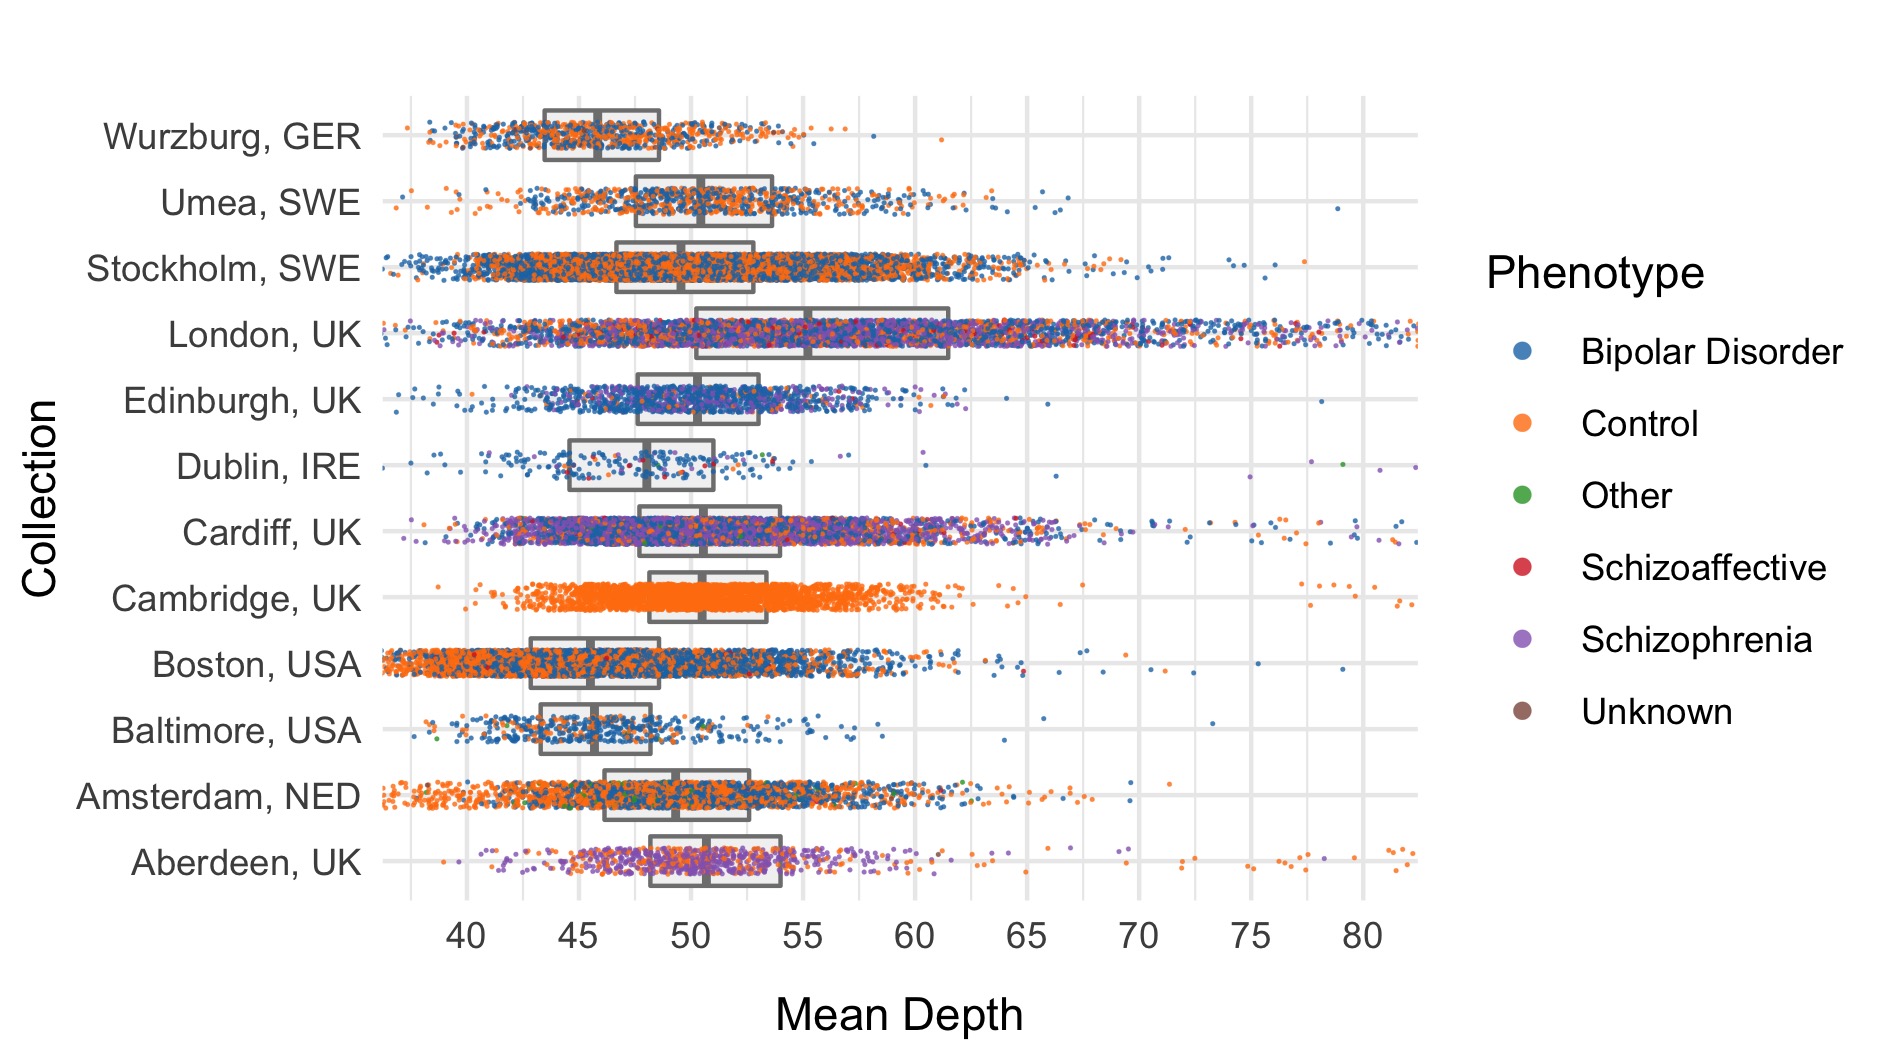 Wurzburg, GER
Umea, SWE
Stockholm, SWE
London, UK
Edinburgh, UK
Dublin, IRE
Cardiff, UK
Cambridge, UK
Boston, USA
Baltimore, USA
Amsterdam, NED
Aberdeen, UK
Collection
40 45 50 55 60 65 70 75 80
Mean Depth
Phenotype
Bipolar Disorder
Control
Other
Schizoaffective
Schizophrenia
Unknown